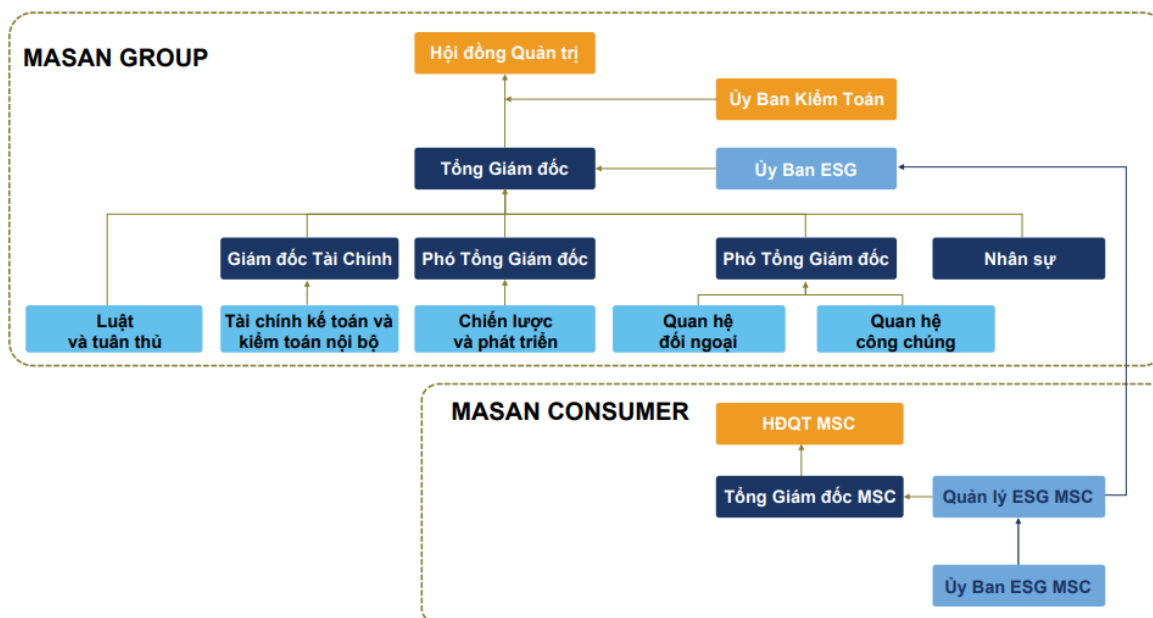 MASAN GROUP
Hội đồng Quản trị
Ủy Ban Kiểm Toán
Tổng Giám đốc
Ủy Ban ESG
Giám đốc Tài Chính
Phó Tổng Giám đốc
Phó Tổng Giám đốc
Nhân sự
Luật
và tuân thủ
Tài chính kế toán và
kiểm toán nội bộ
Chiến lược
và phát triển
Quan hệ
đối ngoại
Quan hệ
công chúng
MASAN CONSUMER
HĐQT MSC
Tổng Giám đốc MSC
Quản lý ESG MSC
Ủy Ban ESG MSC